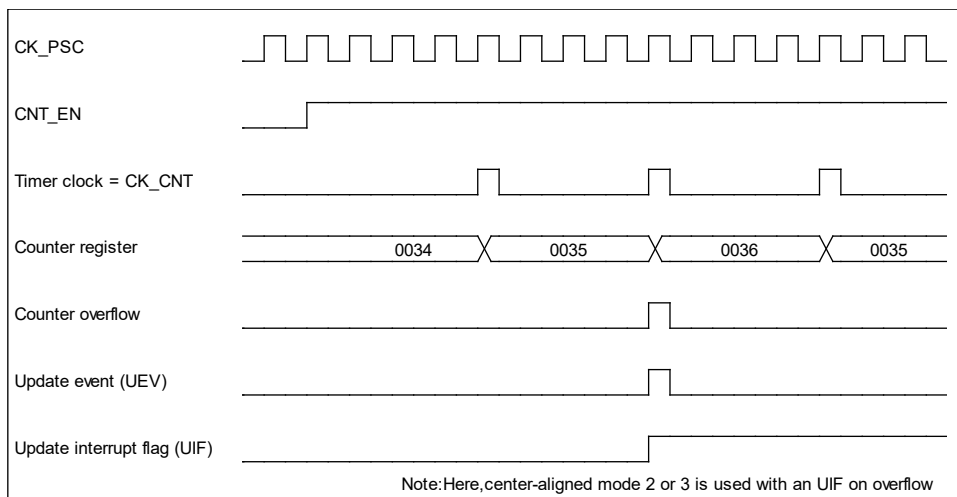 CK_PSC
CNT_EN
Timer clock = CK_CNT
Counter register
0034
0035
0036
0035
Counter overflow
Update event (UEV)
Update interrupt flag (UIF)
Note:Here,center-aligned mode 2 or 3 is used with an UIF on overflow